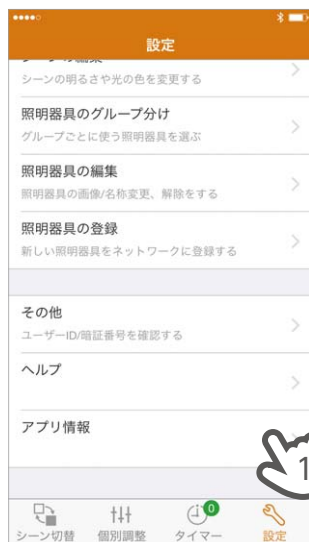 設定
シーンの編集
シーンの明るさや光の色を変更する
照明器具のグループ分け
グループごとに使う照明器具を選ぶ
照明器具の編集
照明器具の画像/名称変更、解除をする
照明器具の登録
新しい照明器具をネットワークに登録する
その他
ユーザーID/暗証番号を確認する
ヘルプ
アプリ情報
1
0
シーン切替 個別調整 タイマー 設定